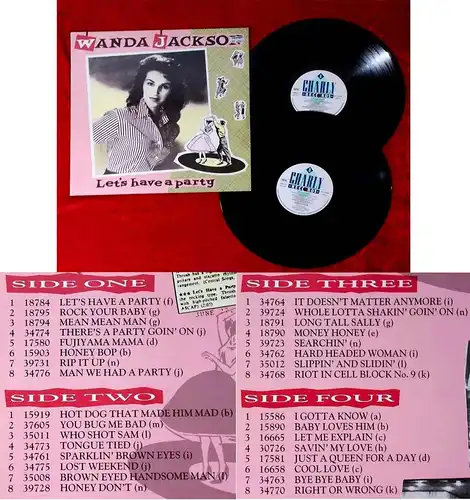 WANDA JACKSON
Let's have a party
CHARLY
CHARLY
SIDE ONE
1 18784 LET'S HAVE A PARTY (f)
2 18795 ROCK YOUR BABY (g)
3 18794 MEAN MEAN MAN (g)
4 34774 THERE'S A PARTY GOIN' ON (j)
5 17580 FUJIYAMA MAMA (d)
6 15903 HONEY BOP (b)
7 39731 RIP IT UP (n)
8 34776 MAN WE HAD A PARTY (j)
SIDE TWO
1 15919 HOT DOG THAT MADE HIM MAD (b)
2 37605 YOU BUG ME BAD (m)
3 35011 WHO SHOT SAM (l)
4 34773 TONGUE TIED (j)
5 34761 SPARKLIN' BROWN EYES (i)
6 34775 LOST WEEKEND (j)
7 35008 BROWN EYED HANDSOME MAN (l)
8 39728 HONEY DON'T (n)
JUNE
Let's Have a Party
SIDE THREE
1 34764 IT DOESN'T MATTER ANYMORE (i)
2 39724 WHOLE LOTTA SHAKIN' GOIN' ON (n)
3 18791 LONG TALL SALLY (g)
4 18790 MONEY HONEY (e)
5 39723 SEARCHIN' (n)
6 34762 HARD HEADED WOMAN (i)
7 35012 SLIPPIN' AND SLIDIN' (l)
8 34768 RIOT IN CELL BLOCK No. 9 (k)
SIDE FOUR
1 15586 I GOTTA KNOW (a)
2 15890 BABY LOVES HIM (b)
3 16665 LET ME EXPLAIN (c)
4 30726 SAVIN' MY LOVE (h)
5 17581 JUST A QUEEN FOR A DAY (d)
6 16658 COOL LOVE (c)
7 34763 BYE BYE BABY (i)
8 34770 RIGHT OR WRONG (k)